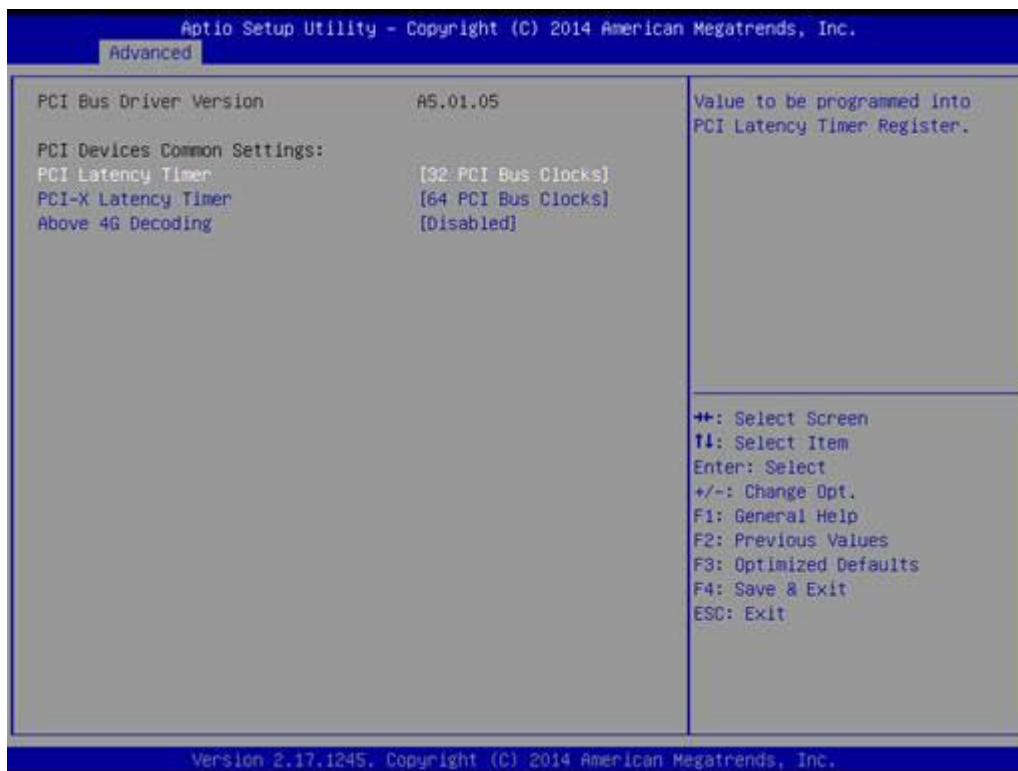 Aptio Setup Utility – Copyright (C) 2014 American Megatrends, Inc.
Advanced
PCI Bus Driver Version A5.01.05
PCI Devices Common Settings:
PCI Latency Timer [32 PCI Bus Clocks]
PCI-X Latency Timer [64 PCI Bus Clocks]
Above 4G Decoding [Disabled]
Value to be programmed into
PCI Latency Timer Register.
→←: Select Screen
↑↓: Select Item
Enter: Select
+/-: Change Opt.
F1: General Help
F2: Previous Values
F3: Optimized Defaults
F4: Save & Exit
ESC: Exit
Version 2.17.1245. Copyright (C) 2014 American Megatrends, Inc.